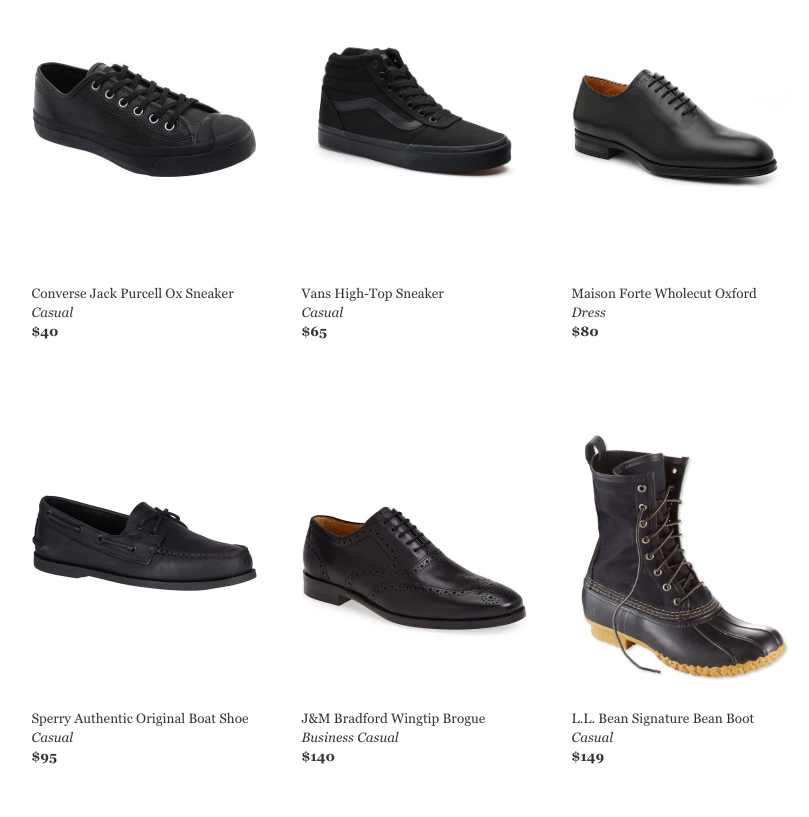 Converse Jack Purcell Ox Sneaker
Casual
$40
Vans High-Top Sneaker
Casual
$65
Maison Forte Wholecut Oxford
Dress
$80
Sperry Authentic Original Boat Shoe
Casual
$95
J&M Bradford Wingtip Brogue
Business Casual
$140
L.L. Bean Signature Bean Boot
Casual
$149